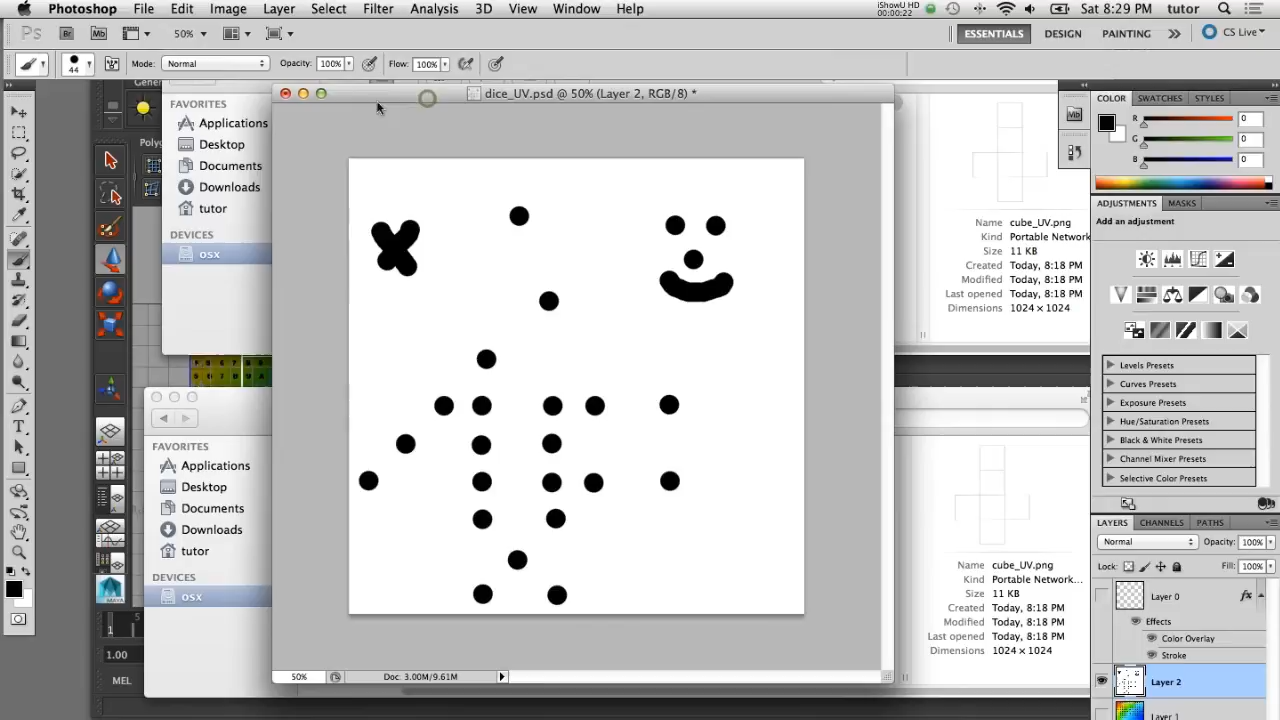 Photoshop File Edit Image Layer Select Filter Analysis 3D View Window Help
iShowU HD
00:00:22
Sat 8:29 PM tutor
Ps Br Mb 50% ESSENTIALS DESIGN PAINTING CS Live
44 Mode: Normal Opacity: 100% Flow: 100%
FAVORITES
Applications
Desktop
Documents
Downloads
tutor
DEVICES
osx
FAVORITES
Applications
Desktop
Documents
Downloads
tutor
DEVICES
osx
1.00
MEL
dice_UV.psd @ 50% (Layer 2, RGB/8) *
50% Doc: 3.00M/9.61M
Name cube_UV.png
Kind Portable Network
Size 11 KB
Created Today, 8:18 PM
Modified Today, 8:18 PM
Last opened Today, 8:18 PM
Dimensions 1024 × 1024
Name cube_UV.png
Kind Portable Network...
Size 11 KB
Created Today, 8:18 PM
Modified Today, 8:18 PM
Last opened Today, 8:18 PM
Dimensions 1024 × 1024
Mb
COLOR SWATCHES STYLES
R 0
G 0
B 0
ADJUSTMENTS MASKS
Add an adjustment
Levels Presets
Curves Presets
Exposure Presets
Hue/Saturation Presets
Black & White Presets
Channel Mixer Presets
Selective Color Presets
LAYERS CHANNELS PATHS
Normal Opacity: 100%
Lock: Fill: 100%
Layer 0 fx
Effects
Color Overlay
Stroke
Layer 2
Layer 1